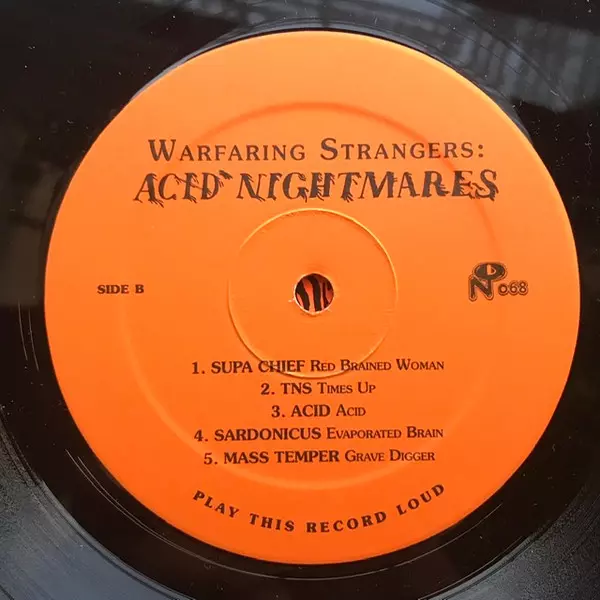 WARFARING STRANGERS:
ACID NIGHTMARES
SIDE B
N 068
1. SUPA CHIEF RED BRAINED WOMAN
2. TNS TIMES UP
3. ACID ACID
4. SARDONICUS EVAPORATED BRAIN
5. MASS TEMPER GRAVE DIGGER
PLAY THIS RECORD LOUD